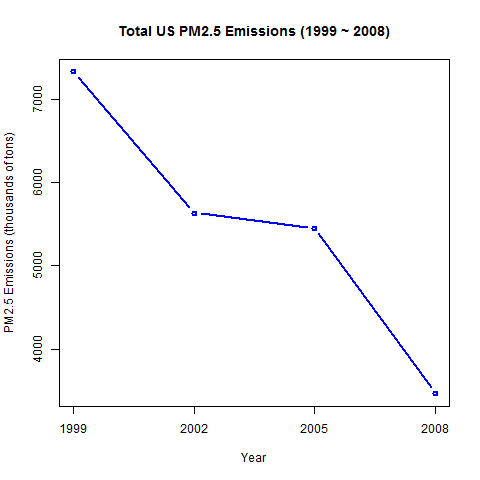 Total US PM2.5 Emissions (1999 ~ 2008)
PM2.5 Emissions (thousands of tons)
7000
6000
5000
4000
1999 2002 2005 2008
Year